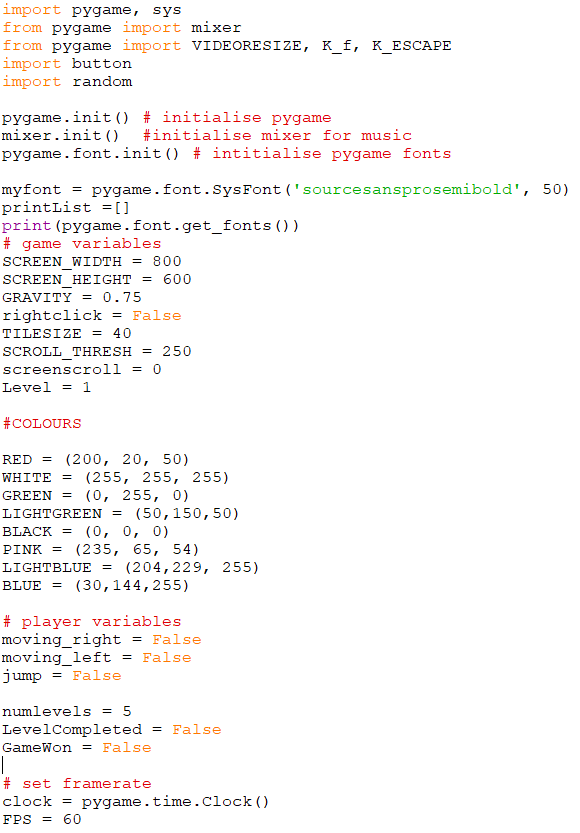 import pygame, sys
from pygame import mixer
from pygame import VIDEORESIZE, K_f, K_ESCAPE
import button
import random
pygame.init() # initialise pygame
mixer.init()  #initialise mixer for music
pygame.font.init() # intitialise pygame fonts
myfont = pygame.font.SysFont('sourcesansprosemibold', 50)
printList =[]
print(pygame.font.get_fonts())
# game variables
SCREEN_WIDTH = 800
SCREEN_HEIGHT = 600
GRAVITY = 0.75
rightclick = False
TILESIZE = 40
SCROLL_THRESH = 250
screenscroll = 0
Level = 1
#COLOURS
RED = (200, 20, 50)
WHITE = (255, 255, 255)
GREEN = (0, 255, 0)
LIGHTGREEN = (50,150,50)
BLACK = (0, 0, 0)
PINK = (235, 65, 54)
LIGHTBLUE = (204,229, 255)
BLUE = (30,144,255)
# player variables
moving_right = False
moving_left = False
jump = False
numlevels = 5
LevelCompleted = False
GameWon = False
# set framerate
clock = pygame.time.Clock()
FPS = 60